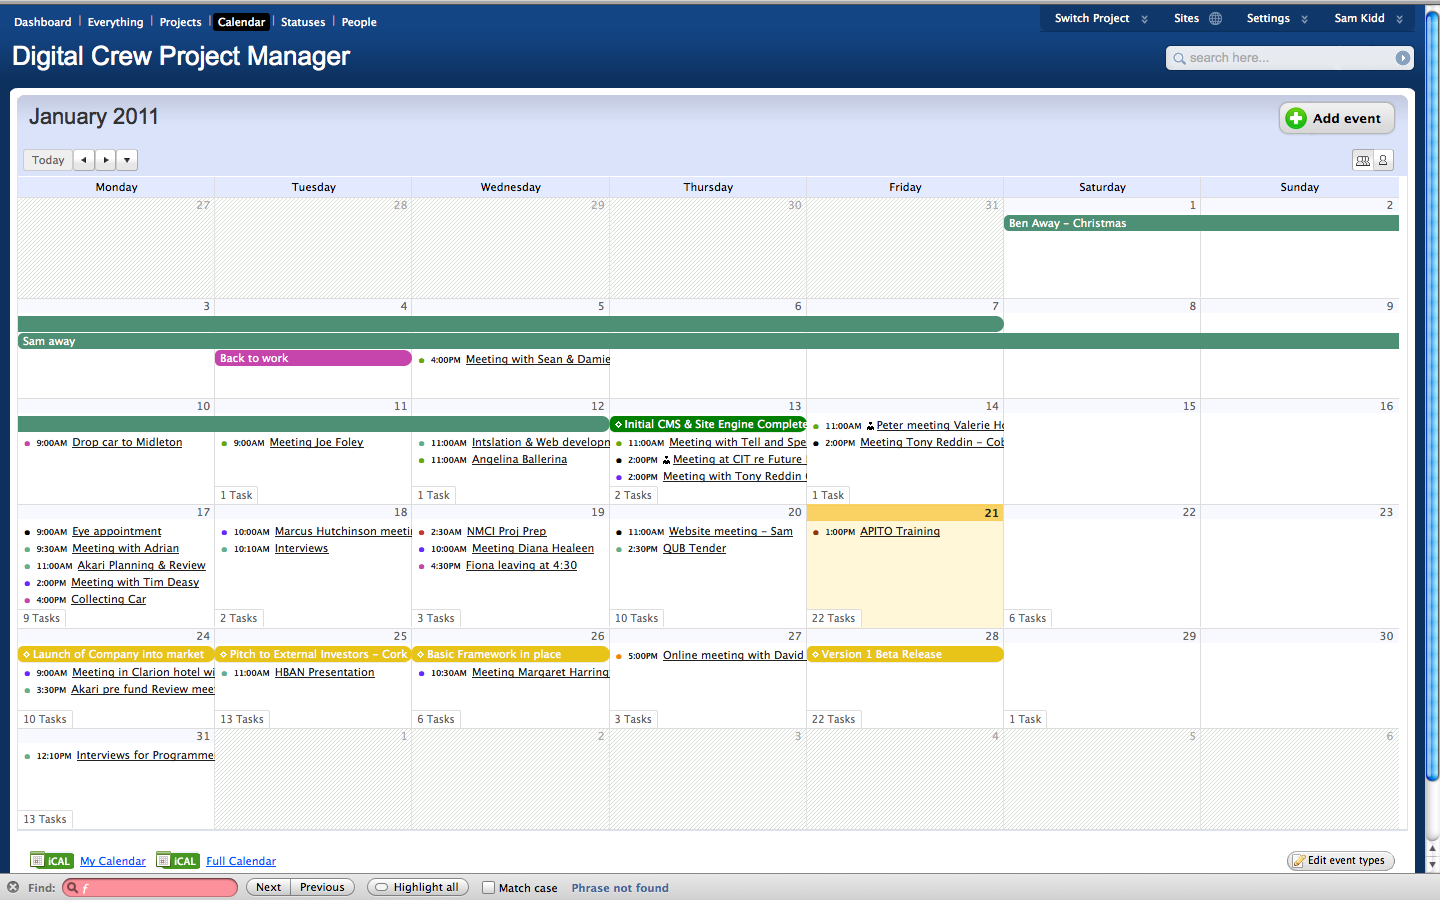 Dashboard Everything Projects Calendar Statuses People
Switch Project Sites Settings Sam Kidd
Digital Crew Project Manager
search here...
January 2011
Add event
Today
Monday Tuesday Wednesday Thursday Friday Saturday Sunday
27 28 29 30 31 1 2
Ben Away - Christmas
3 4 5 6 7 8 9
Sam away
Back to work
4:00PM Meeting with Sean & Damie
10 11 12 13 14 15 16
Initial CMS & Site Engine Complete
9:00AM Drop car to Midleton
9:00AM Meeting Joe Foley
11:00AM Intslation & Web developn
11:00AM Angelina Ballerina
11:00AM Meeting with Tell and Spe
2:00PM Meeting at CIT re Future
2:00PM Meeting with Tony Reddin
11:00AM Peter meeting Valerie Ho
2:00PM Meeting Tony Reddin - Cob
1 Task 1 Task 2 Tasks 1 Task
17 18 19 20 21 22 23
9:00AM Eye appointment
9:30AM Meeting with Adrian
11:00AM Akari Planning & Review
2:00PM Meeting with Tim Deasy
4:00PM Collecting Car
10:00AM Marcus Hutchinson meeti
10:10AM Interviews
2:30AM NMCI Proj Prep
10:00AM Meeting Diana Healeen
4:30PM Fiona leaving at 4:30
11:00AM Website meeting - Sam
2:30PM QUB Tender
1:00PM APITO Training
9 Tasks 2 Tasks 3 Tasks 10 Tasks 22 Tasks 6 Tasks
24 25 26 27 28 29 30
Launch of Company into market
Pitch to External Investors - Cork
Basic Framework in place
Version 1 Beta Release
9:00AM Meeting in Clarion hotel wi
3:30PM Akari pre fund Review mee
11:00AM HBAN Presentation
10:30AM Meeting Margaret Harring
5:00PM Online meeting with David
10 Tasks 13 Tasks 6 Tasks 3 Tasks 22 Tasks 1 Task
31 1 2 3 4 5 6
12:10PM Interviews for Programme
13 Tasks
iCAL My Calendar iCAL Full Calendar
Edit event types
Find: f Next Previous Highlight all Match case Phrase not found